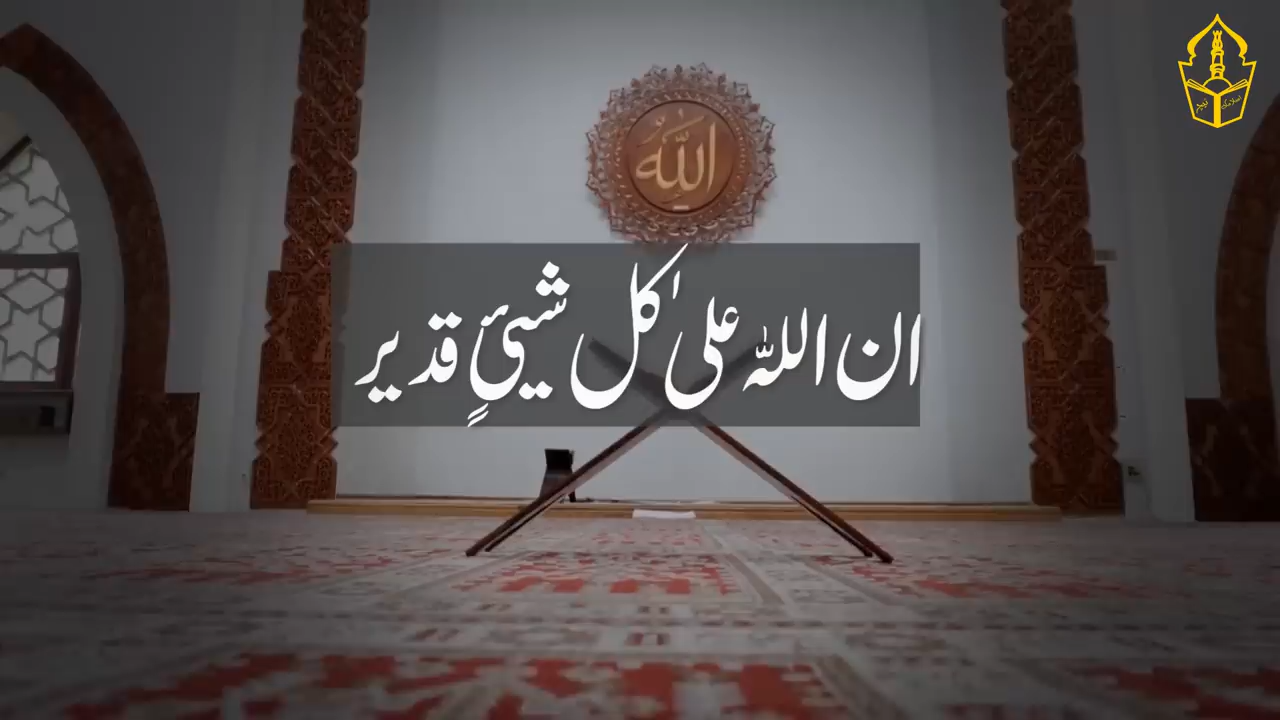 الله
ان اللہ علیٰ کل شیئٍ قدیر